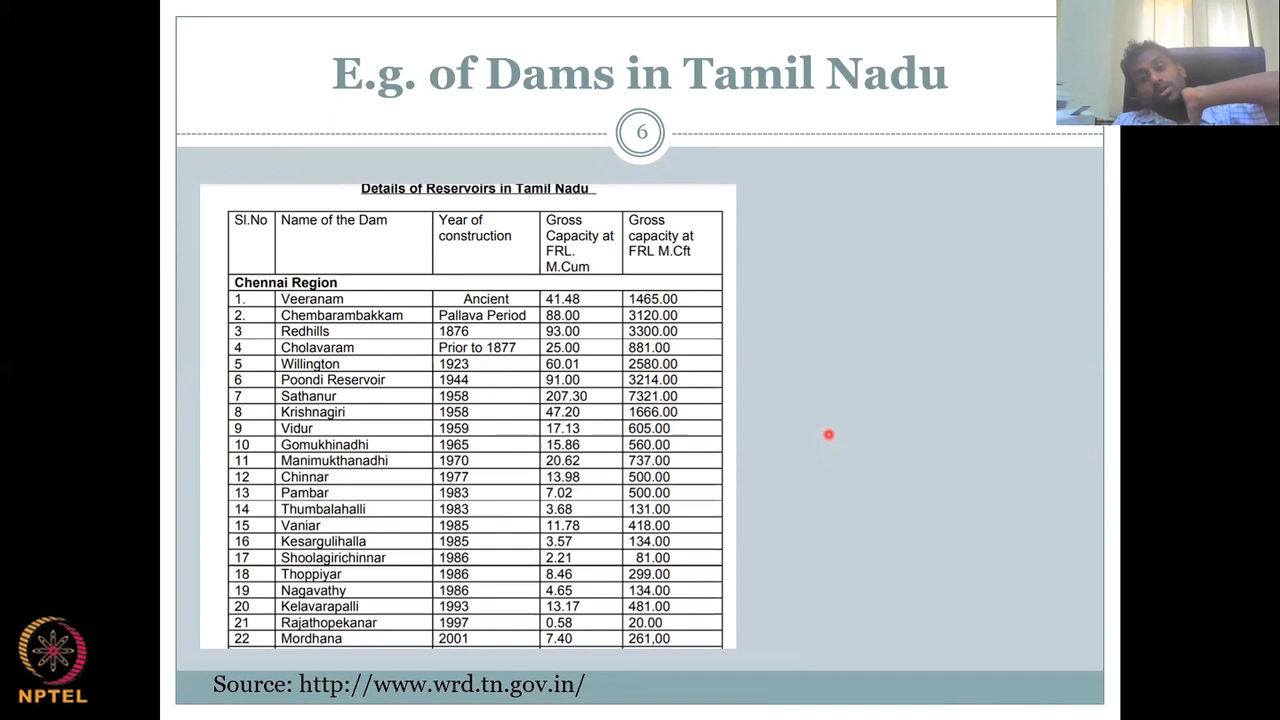 E.g. of Dams in Tamil Nadu
6
Details of Reservoirs in Tamil Nadu
Sl.No Name of the Dam Year of construction Gross Capacity at FRL. M.Cum Gross capacity at FRL M.Cft
Chennai Region
1. Veeranam Ancient 41.48 1465.00
2. Chembarambakkam Pallava Period 88.00 3120.00
3 Redhills 1876 93.00 3300.00
4 Cholavaram Prior to 1877 25.00 881.00
5 Willington 1923 60.01 2580.00
6 Poondi Reservoir 1944 91.00 3214.00
7 Sathanur 1958 207.30 7321.00
8 Krishnagiri 1958 47.20 1666.00
9 Vidur 1959 17.13 605.00
10 Gomukhinadhi 1965 15.86 560.00
11 Manimukthanadhi 1970 20.62 737.00
12 Chinnar 1977 13.98 500.00
13 Pambar 1983 7.02 500.00
14 Thumbalahalli 1983 3.68 131.00
15 Vaniar 1985 11.78 418.00
16 Kesargulihalla 1985 3.57 134.00
17 Shoolagirichinnar 1986 2.21 81.00
18 Thoppiyar 1986 8.46 299.00
19 Nagavathy 1986 4.65 134.00
20 Kelavarapalli 1993 13.17 481.00
21 Rajathopekanar 1997 0.58 20.00
22 Mordhana 2001 7.40 261,00
Source: http://www.wrd.tn.gov.in/
NPTEL